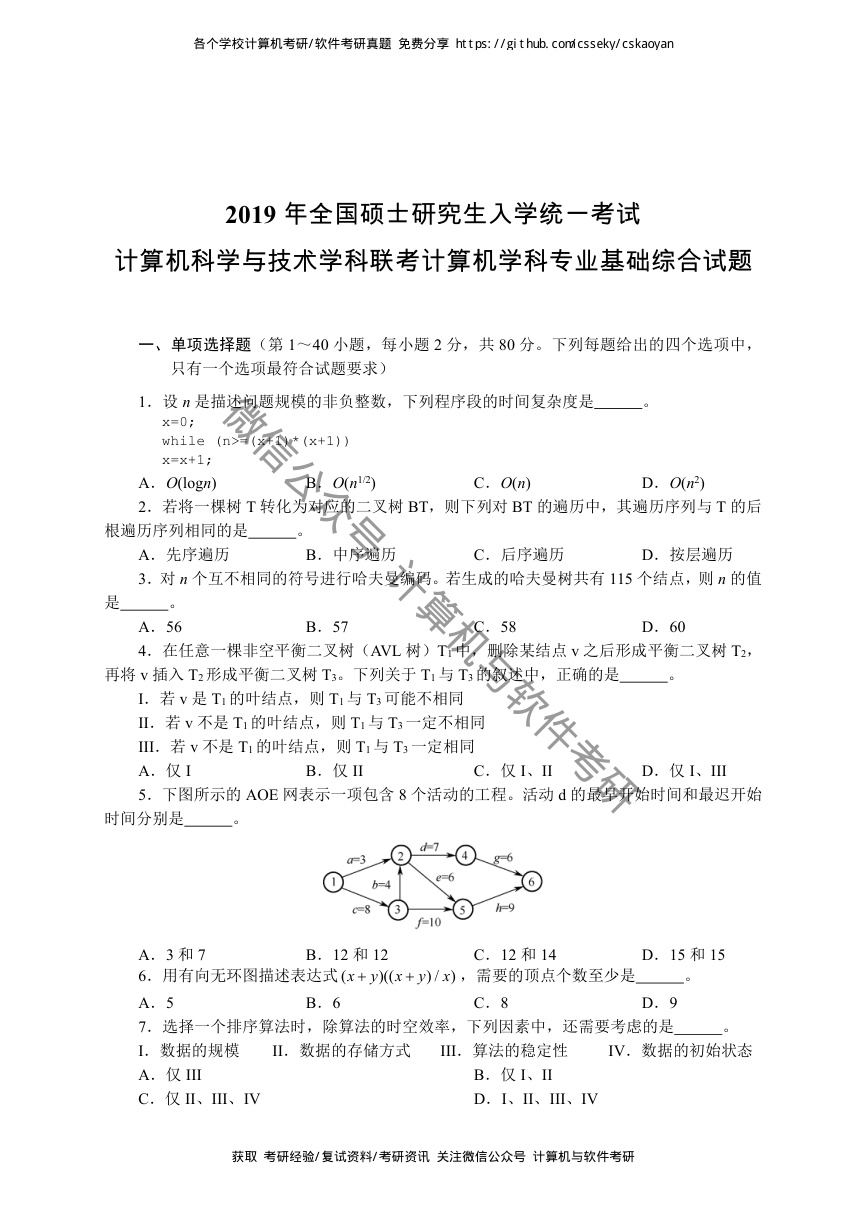 各个学校计算机考研/软件考研真题 免费分享 https://github.com/csseky/cskaoyan
2019 年全国硕士研究生入学统一考试
计算机科学与技术学科联考计算机学科专业基础综合试题
一、单项选择题（第 1～40 小题，每小题 2 分，共 80 分。下列每题给出的四个选项中，
只有一个选项最符合试题要求）
1．设 n 是描述问题规模的非负整数，下列程序段的时间复杂度是______。
x=0;
while (n>=(x+1)*(x+1))
x=x+1;
A．O(logn) B．O(n1/2) C．O(n) D．O(n2)
2．若将一棵树 T 转化为对应的二叉树 BT，则下列对 BT 的遍历中，其遍历序列与 T 的后
根遍历序列相同的是______。
A．先序遍历 B．中序遍历 C．后序遍历 D．按层遍历
3．对 n 个互不相同的符号进行哈夫曼编码。若生成的哈夫曼树共有 115 个结点，则 n 的值
是______。
A．56 B．57 C．58 D．60
4．在任意一棵非空平衡二叉树（AVL 树）T1 中，删除某结点 v 之后形成平衡二叉树 T2，
再将 v 插入 T2 形成平衡二叉树 T3。下列关于 T1 与 T3 的叙述中，正确的是______。
I．若 v 是 T1 的叶结点，则 T1 与 T3 可能不相同
II．若 v 不是 T1 的叶结点，则 T1 与 T3 一定不相同
III．若 v 不是 T1 的叶结点，则 T1 与 T3 一定相同
A．仅 I B．仅 II C．仅 I、II D．仅 I、III
5．下图所示的 AOE 网表示一项包含 8 个活动的工程。活动 d 的最早开始时间和最迟开始
时间分别是______。
a=3 2 d=7 4 g=6
1 b=4 e=6 6
c=8 3 f=10 5 h=9
A．3 和 7 B．12 和 12 C．12 和 14 D．15 和 15
6．用有向无环图描述表达式 (x + y)((x + y) / x)，需要的顶点个数至少是______。
A．5 B．6 C．8 D．9
7．选择一个排序算法时，除算法的时空效率，下列因素中，还需要考虑的是______。
I．数据的规模 II．数据的存储方式 III．算法的稳定性 IV．数据的初始状态
A．仅 III B．仅 I、II
C．仅 II、III、IV D．I、II、III、IV
微信公众号 计算机与软件考研
获取 考研经验/复试资料/考研资讯 关注微信公众号 计算机与软件考研